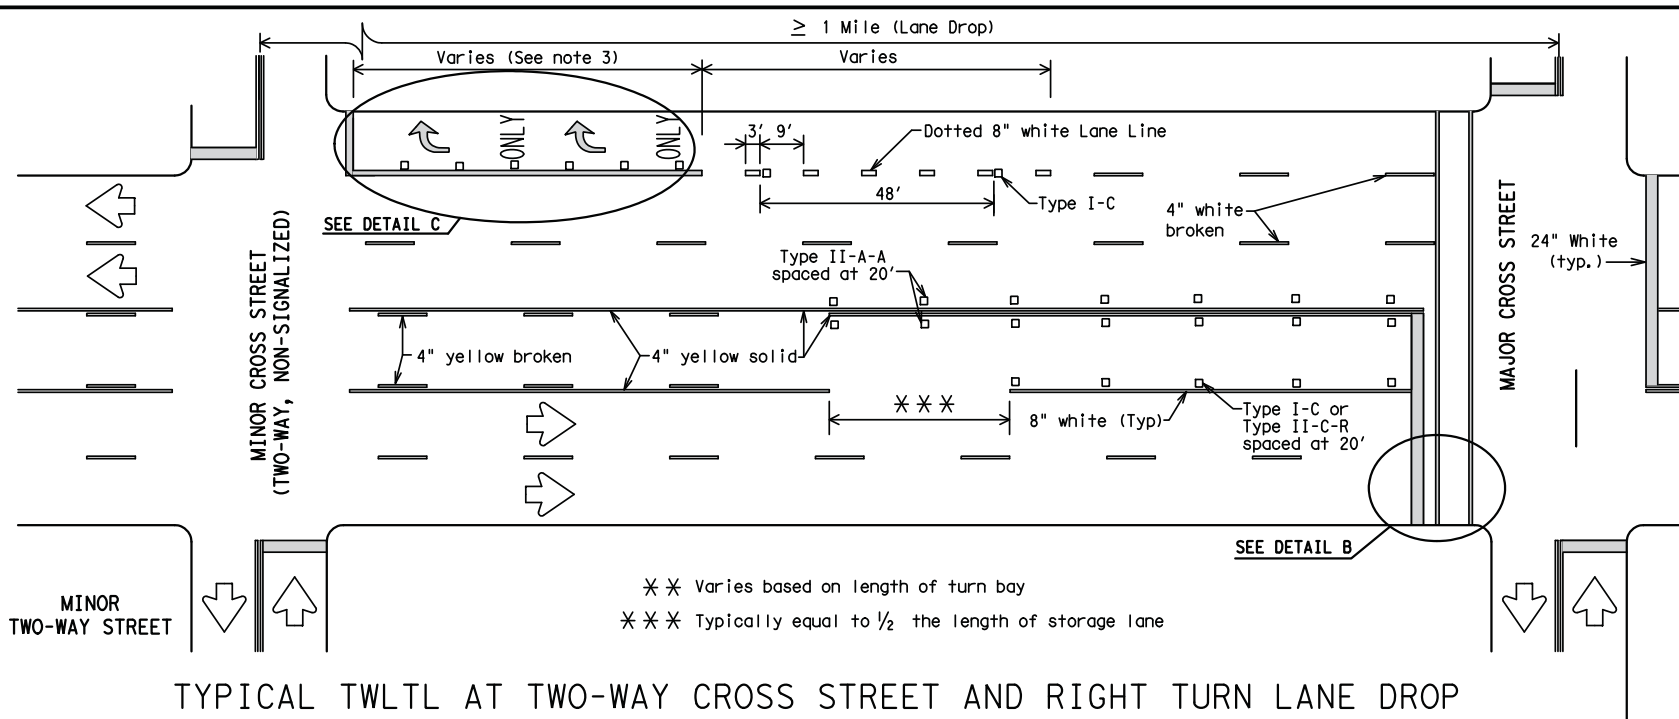 ≥ 1 Mile (Lane Drop)
Varies (See note 3)
Varies
ONLY
ONLY
3' 9'
Dotted 8" white Lane Line
48'
Type I-C
SEE DETAIL C
4" white
broken
Type II-A-A
spaced at 20'
24" White
(typ.)
MINOR CROSS STREET
(TWO-WAY, NON-SIGNALIZED)
MAJOR CROSS STREET
4" yellow broken
4" yellow solid
***
8" white (Typ)
Type I-C or
Type II-C-R
spaced at 20'
SEE DETAIL B
MINOR
TWO-WAY STREET
** Varies based on length of turn bay
*** Typically equal to ½ the length of storage lane
TYPICAL TWLTL AT TWO-WAY CROSS STREET AND RIGHT TURN LANE DROP